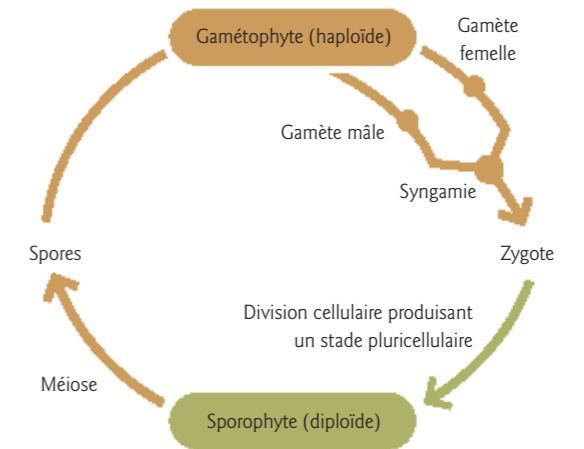 Gamétophyte (haploïde)
Gamète
femelle
Gamète mâle
Syngamie
Spores
Zygote
Division cellulaire produisant
un stade pluricellulaire
Méiose
Sporophyte (diploïde)